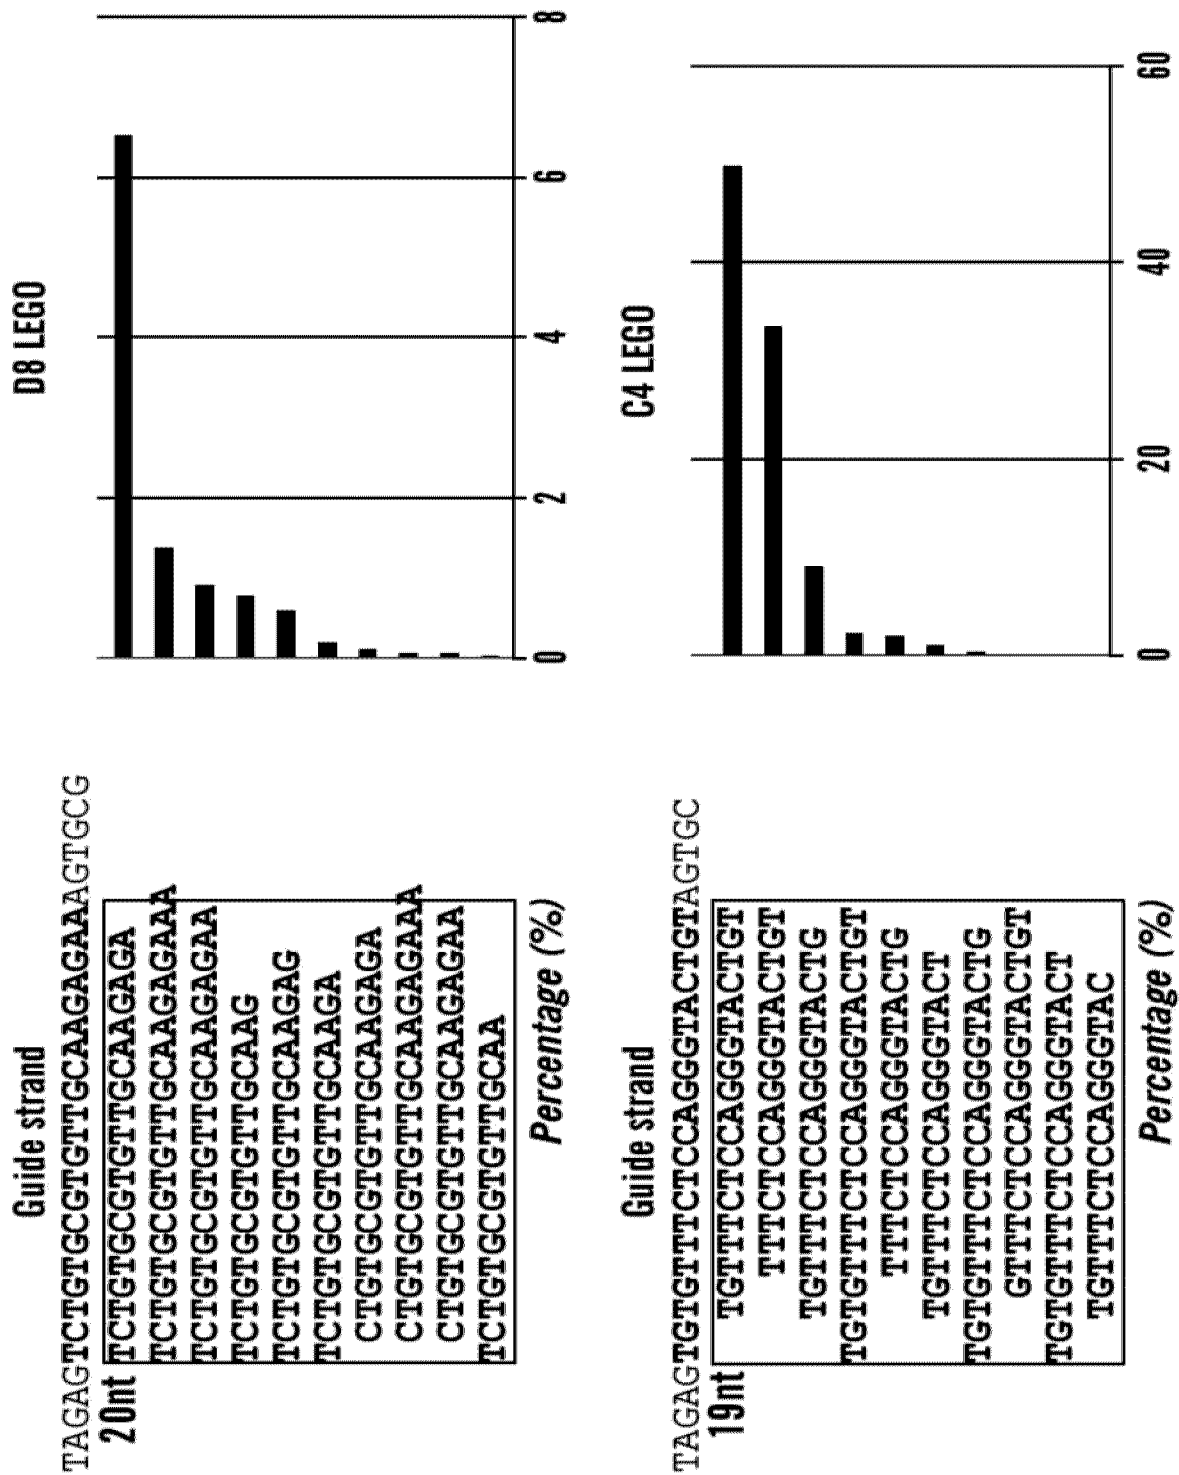 Guide strand
D8 LEGO
TAGAGTCTGTGCGTGTTGCAAGAGAAAGTGCG
20nt
TCTGTGCGTGTTGCAAGAGA
TCTGTGCGTGTTGCAAGAGAAA
TCTGTGCGTGTTGCAAGAGAA
TCTGTGCGTGTTGCAAG
TCTGTGCGTGTTGCAAGAG
TCTGTGCGTGTTGCAAGA
CTGTGCGTGTTGCAAGAGA
CTGTGCGTGTTGCAAGAGAAA
CTGTGCGTGTTGCAAGAGAA
TCTGTGCGTGTTGCAA
Percentage (%)
0 2 4 6 8
Guide strand
C4 LEGO
TAGAGTGTGTTTCTCCAGGGTACTGTAGTGC
19nt
TGTTTCTCCAGGGTACTGT
TTTCTCCAGGGTACTGT
TGTTTCTCCAGGGTACTG
TGTGTTTCTCCAGGGTACTGT
TTTCTCCAGGGTACTG
TGTTTCTCCAGGGTACT
TGTGTTTCTCCAGGGTACTG
GTTTCTCCAGGGTACTGT
TGTGTTTCTCCAGGGTACT
TGTTTCTCCAGGGTAC
Percentage (%)
0 20 40 60